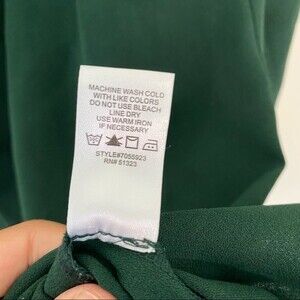 MACHINE WASH COLD
WITH LIKE COLORS
DO NOT USE BLEACH
LINE DRY
USE WARM IRON
IF NECESSARY
STYLE#7055923
RN# 51323